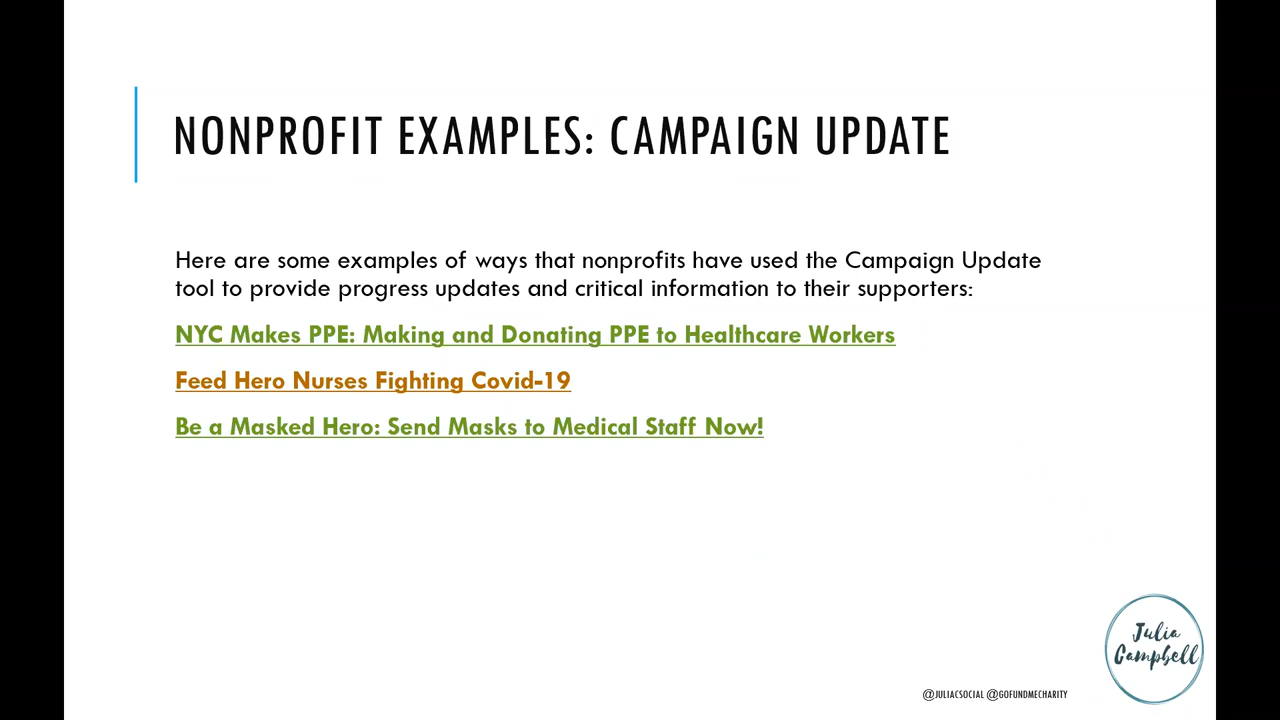 NONPROFIT EXAMPLES: CAMPAIGN UPDATE
Here are some examples of ways that nonprofits have used the Campaign Update
tool to provide progress updates and critical information to their supporters:
NYC Makes PPE: Making and Donating PPE to Healthcare Workers
Feed Hero Nurses Fighting Covid-19
Be a Masked Hero: Send Masks to Medical Staff Now!
Julia
Campbell
@JULIACSOCIAL @GOFUNDMECHARITY